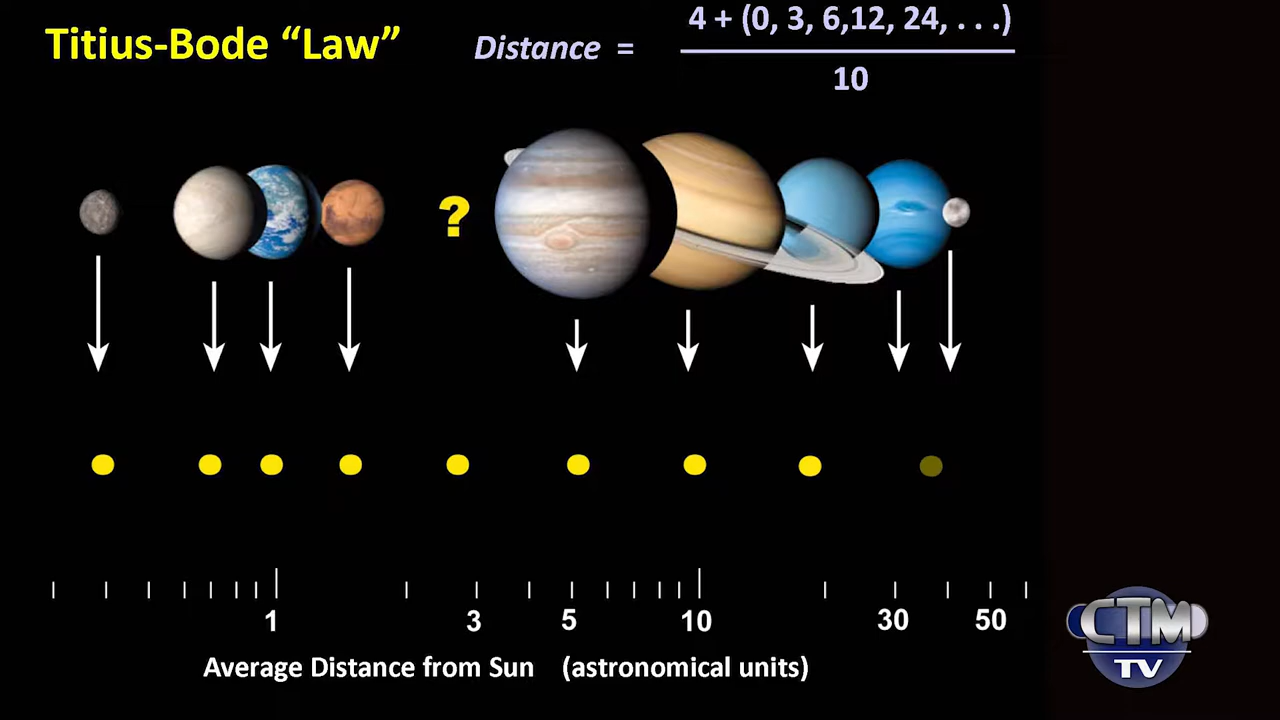 Titius-Bode “Law”
Distance =
4 + (0, 3, 6,12, 24, . . .)
10
?
1 3 5 10 30 50
Average Distance from Sun (astronomical units)
CTM
TV